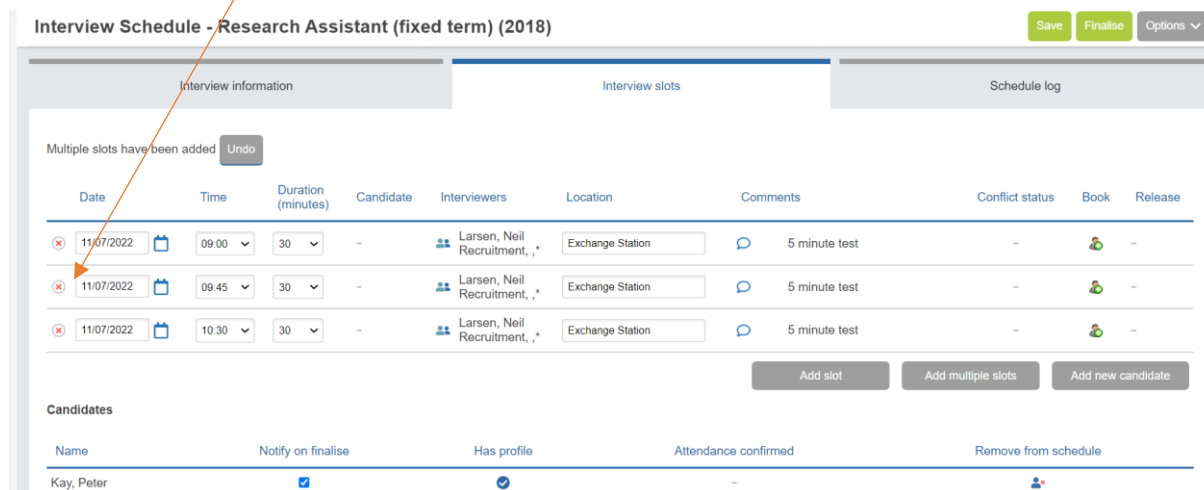 Interview Schedule - Research Assistant (fixed term) (2018)
Save Finalise Options
Interview information Interview slots Schedule log
Multiple slots have been added Undo
Date Time Duration (minutes) Candidate Interviewers Location Comments Conflict status Book Release
11/07/2022 09:00 30 - Larsen, Neil Recruitment, ,* Exchange Station 5 minute test - -
11/07/2022 09:45 30 - Larsen, Neil Recruitment, ,* Exchange Station 5 minute test - -
11/07/2022 10:30 30 - Larsen, Neil Recruitment, ,* Exchange Station 5 minute test - -
Add slot Add multiple slots Add new candidate
Candidates
Name Notify on finalise Has profile Attendance confirmed Remove from schedule
Kay, Peter -